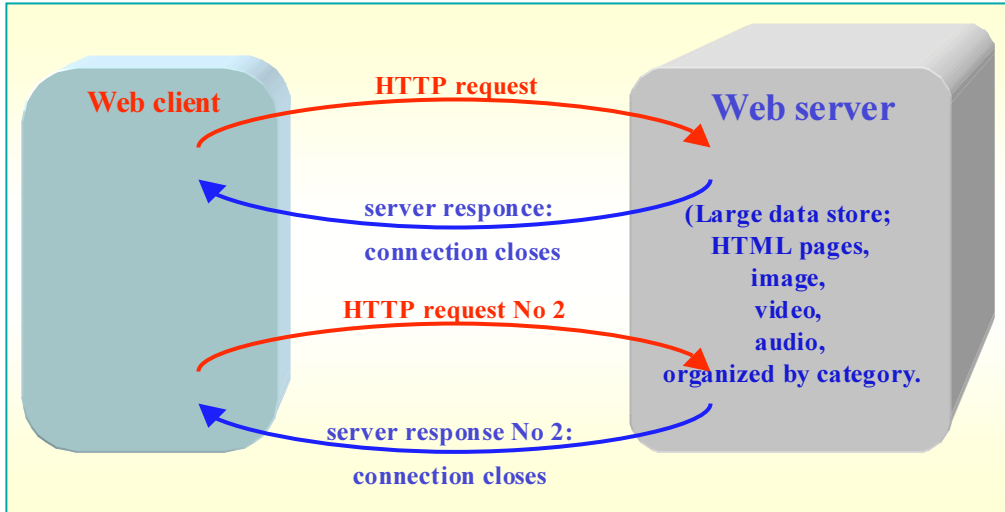 Web client
HTTP request
Web server
server responce:
connection closes
(Large data store;
HTML pages,
image,
video,
audio,
organized by category.
HTTP request No 2
server response No 2:
connection closes